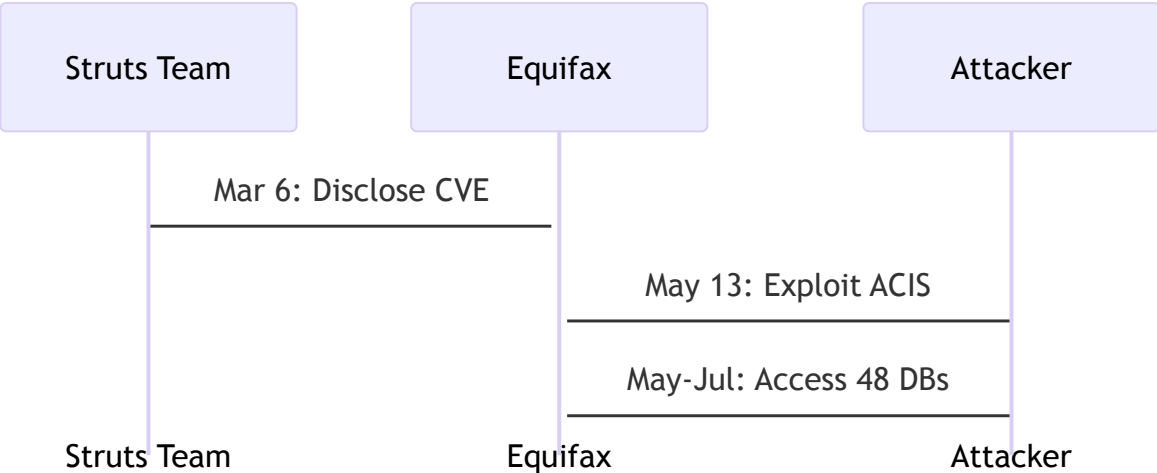 Struts Team
Equifax
Attacker
Mar 6: Disclose CVE
May 13: Exploit ACIS
May-Jul: Access 48 DBs
Struts Team
Equifax
Attacker